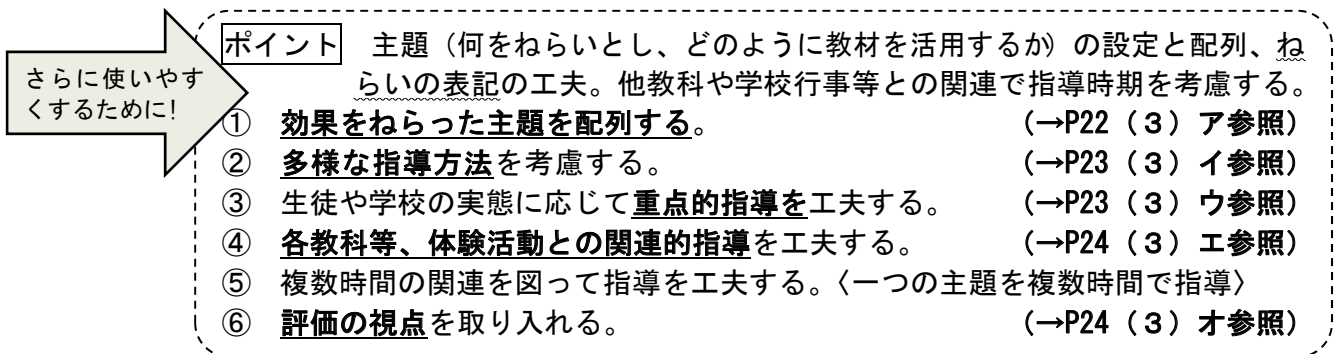 さらに使いやす
くするために!
ポイント 主題（何をねらいとし、どのように教材を活用するか）の設定と配列、ね
らいの表記の工夫。他教科や学校行事等との関連で指導時期を考慮する。
① 効果をねらった主題を配列する。 （→P22（３）ア参照）
② 多様な指導方法を考慮する。 （→P23（３）イ参照）
③ 生徒や学校の実態に応じて重点的指導を工夫する。 （→P23（３）ウ参照）
④ 各教科等、体験活動との関連的指導を工夫する。 （→P24（３）エ参照）
⑤ 複数時間の関連を図って指導を工夫する。〈一つの主題を複数時間で指導〉
⑥ 評価の視点を取り入れる。 （→P24（３）オ参照）